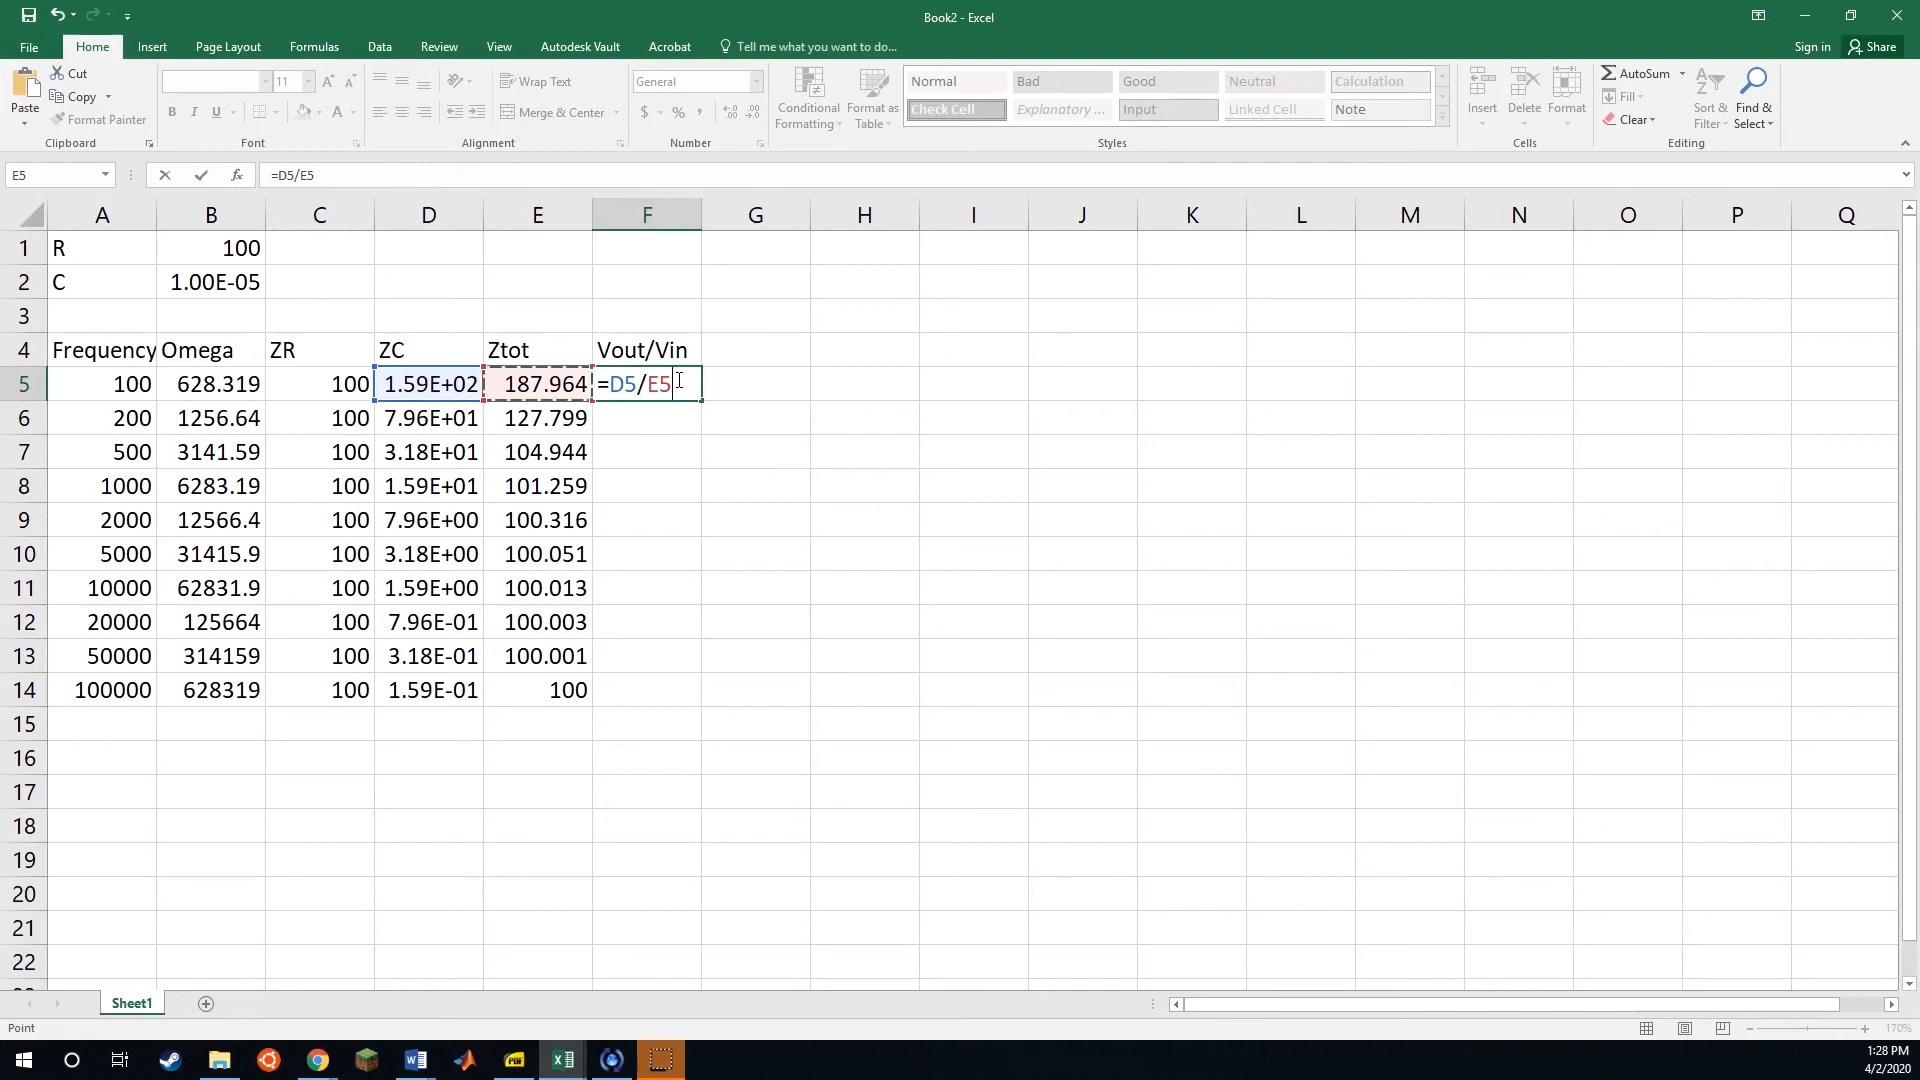 Book2 - Excel
File Home Insert Page Layout Formulas Data Review View Autodesk Vault Acrobat Tell me what you want to do... Sign in Share
Paste
Cut
Copy
Format Painter
Clipboard
11
Font
Wrap Text
Merge & Center
Alignment
General
Number
Conditional
Formatting
Format as
Table
Normal Bad Good Neutral Calculation
Check Cell Explanatory ... Input Linked Cell Note
Styles
Insert Delete Format
Cells
AutoSum
Fill
Clear
Sort &
Filter
Find &
Select
Editing
E5 =D5/E5
A B C D E F G H I J K L M N O P Q
1 R 100
2 C 1.00E-05
3
4 Frequency Omega ZR ZC Ztot Vout/Vin
5 100 628.319 100 1.59E+02 187.964 =D5/E5
6 200 1256.64 100 7.96E+01 127.799
7 500 3141.59 100 3.18E+01 104.944
8 1000 6283.19 100 1.59E+01 101.259
9 2000 12566.4 100 7.96E+00 100.316
10 5000 31415.9 100 3.18E+00 100.051
11 10000 62831.9 100 1.59E+00 100.013
12 20000 125664 100 7.96E-01 100.003
13 50000 314159 100 3.18E-01 100.001
14 100000 628319 100 1.59E-01 100
15
16
17
18
19
20
21
22
Sheet1
Point 170%
1:28 PM
4/2/2020